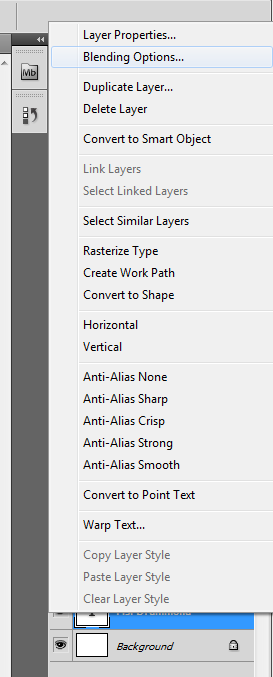 Layer Properties...
Blending Options...
Duplicate Layer...
Delete Layer
Convert to Smart Object
Link Layers
Select Linked Layers
Select Similar Layers
Rasterize Type
Create Work Path
Convert to Shape
Horizontal
Vertical
Anti-Alias None
Anti-Alias Sharp
Anti-Alias Crisp
Anti-Alias Strong
Anti-Alias Smooth
Convert to Point Text
Warp Text...
Copy Layer Style
Paste Layer Style
Clear Layer Style
Background
Mb